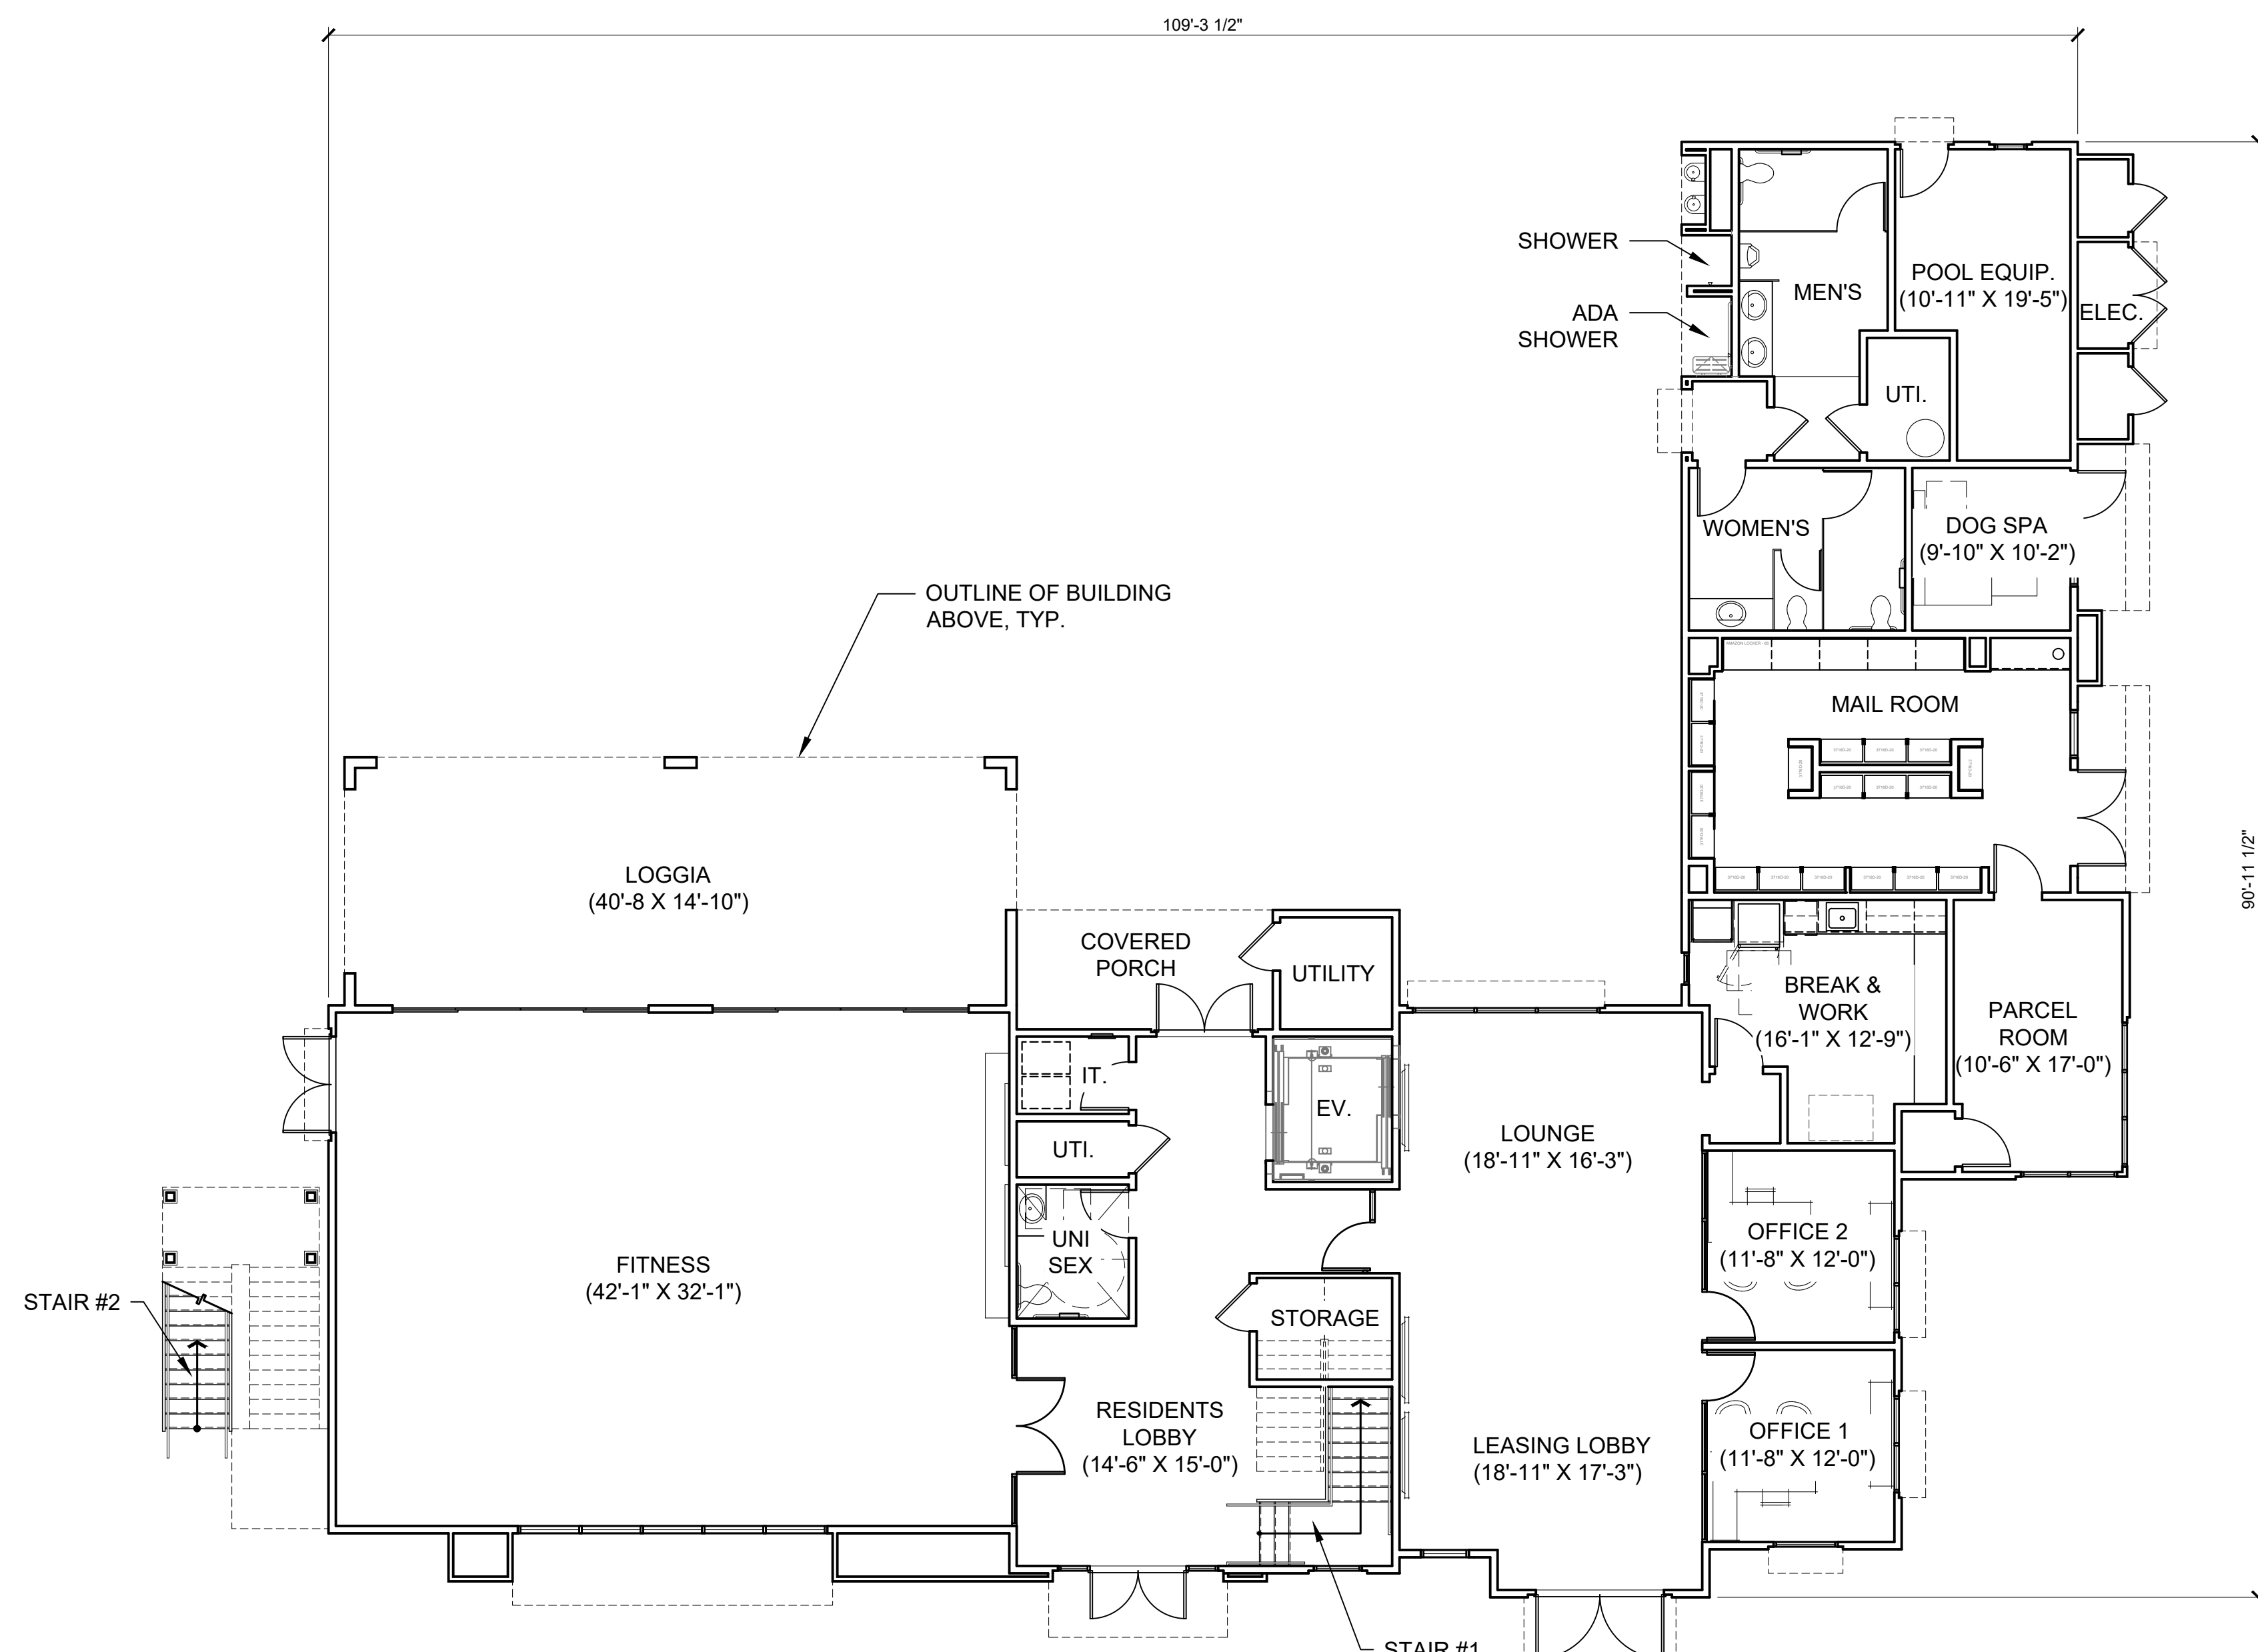 109'-3 1/2"
SHOWER
ADA
SHOWER
MEN'S
POOL EQUIP.
(10'-11" X 19'-5")
ELEC.
UTI.
WOMEN'S
DOG SPA
(9'-10" X 10'-2")
OUTLINE OF BUILDING
ABOVE, TYP.
MAIL ROOM
90'-11 1/2"
LOGGIA
(40'-8 X 14'-10")
COVERED
PORCH
UTILITY
BREAK &
WORK
(16'-1" X 12'-9")
PARCEL
ROOM
(10'-6" X 17'-0")
IT.
EV.
UTI.
LOUNGE
(18'-11" X 16'-3")
UNI
SEX
OFFICE 2
(11'-8" X 12'-0")
FITNESS
(42'-1" X 32'-1")
STAIR #2
STORAGE
RESIDENTS
LOBBY
(14'-6" X 15'-0")
LEASING LOBBY
(18'-11" X 17'-3")
OFFICE 1
(11'-8" X 12'-0")
STAIR #1